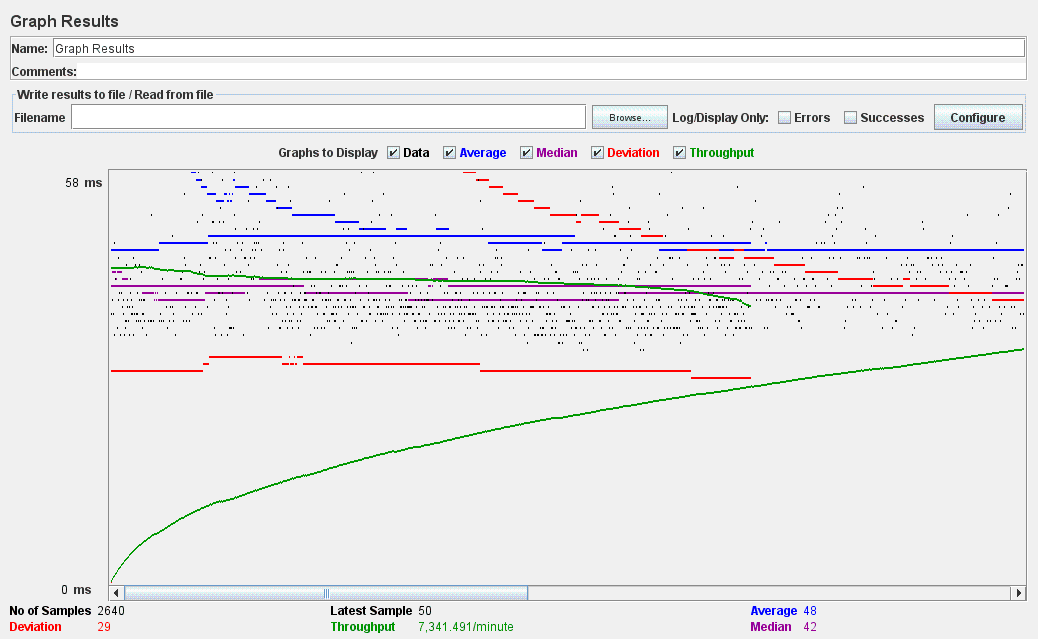 Graph Results
Name: Graph Results
Comments:
Write results to file / Read from file
Filename Browse... Log/Display Only: Errors Successes Configure
Graphs to Display Data Average Median Deviation Throughput
58 ms
0 ms
No of Samples 2640 Latest Sample 50 Average 48
Deviation 29 Throughput 7,341.491/minute Median 42